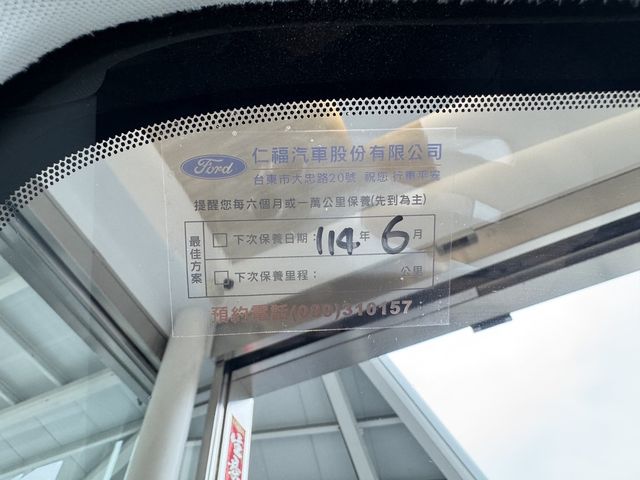 Ford
仁福汽車股份有限公司
台東市大忠路20號 祝您 行車平安
提醒您每六個月或一萬公里保養(先到為主)
最佳方案
下次保養日期 114 年 6 月
下次保養里程： 公里
預約電話(089)310157